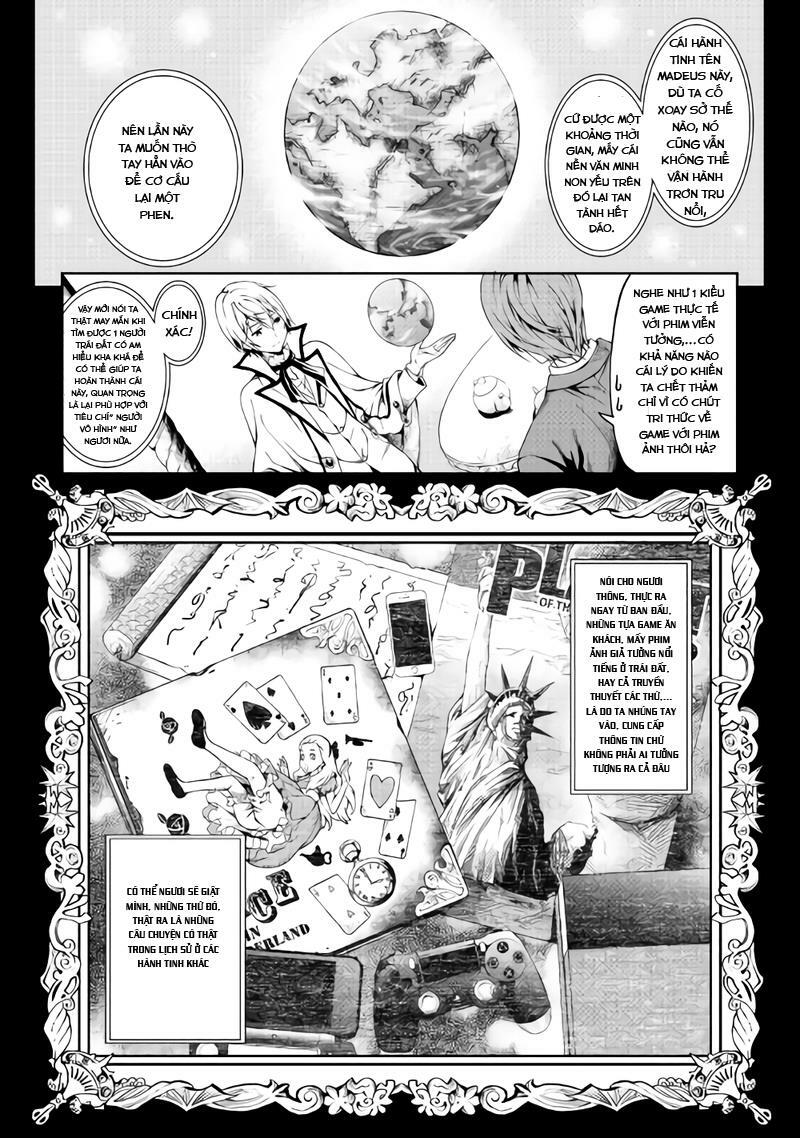 CÁI HÀNH
TINH TÊN
MADEUS NÀY,
DÙ TA CỐ
XOAY SỞ THẾ
NÀO, NÓ
CŨNG VẪN
KHÔNG THỂ
VẬN HÀNH
TRƠN TRU
NỔI,
CỨ ĐƯỢC MỘT
KHOẢNG THỜI
GIAN, MẤY CÁI
NỀN VĂN MINH
NON YẾU TRÊN
ĐÓ LẠI TAN
TÀNH HẾT
DÁO.
NÊN LẦN NÀY
TA MUỐN THÒ
TAY HẲN VÀO
ĐỂ CƠ CẤU
LẠI MỘT
PHEN.
NGHE NHƯ 1 KIỂU
GAME THỰC TẾ
VỚI PHIM VIỄN
TƯỞNG,...CÓ
KHẢ NĂNG NÀO
CÁI LÝ DO KHIẾN
TA CHẾT THẢM
CHỈ VÌ CÓ CHÚT
TRI THỨC VỀ
GAME VỚI PHIM
ẢNH THÔI HẢ?
CHÍNH
XÁC!
VẬY MỚI NÓI TA
THẬT MAY MẮN KHI
TÌM ĐƯỢC 1 NGƯỜI
TRÁI ĐẤT CÓ AM
HIỂU KHA KHÁ ĐỂ
CÓ THỂ GIÚP TA
HOÀN THÀNH CÁI
NÀY, QUAN TRỌNG
LÀ LẠI PHÙ HỢP VỚI
TIÊU CHÍ" NGƯỜI
VÔ HÌNH" NHƯ
NGƯƠI NỮA.
NÓI CHO NGƯƠI
THÔNG, THỰC RA
NGAY TỪ BAN ĐẦU,
NHỮNG TỰA GAME ĂN
KHÁCH, MẤY PHIM
ẢNH GIẢ TƯỞNG NỔI
TIẾNG Ở TRÁI ĐẤT,
HAY CẢ TRUYỀN
THUYẾT CÁC THỨ,...
LÀ DO TA NHÚNG TAY
VÀO, CUNG CẤP
THÔNG TIN CHỨ
KHÔNG PHẢI AI TƯỞNG
TƯỢNG RA CẢ ĐÂU
OF TH
CÓ THỂ NGƯƠI SẼ GIẬT
MÌNH, NHỮNG THỨ ĐÓ,
THẬT RA LÀ NHỮNG
CÂU CHUYỆN CÓ THẬT
TRONG LỊCH SỬ Ở CÁC
HÀNH TINH KHÁC
ICE
IN
ERLAND